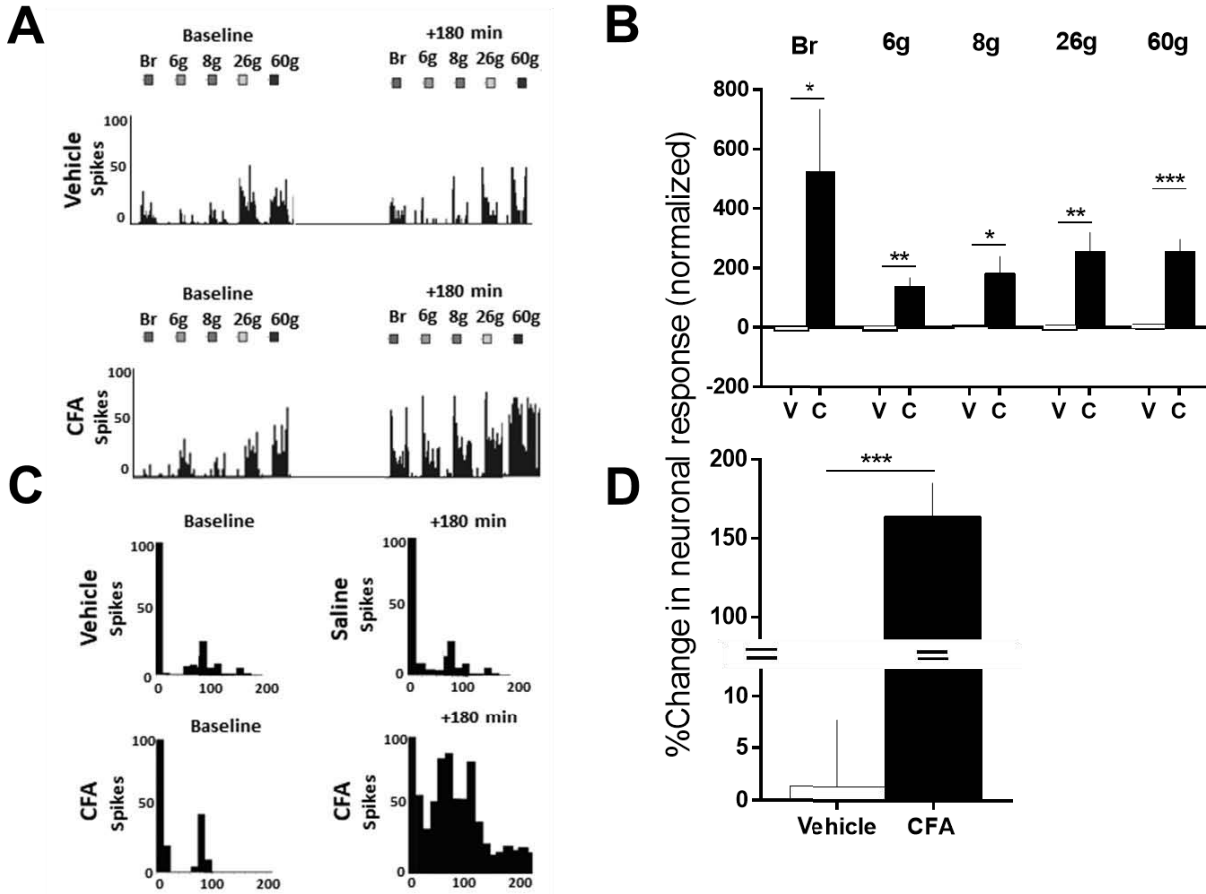 A
Baseline
+180 min
Br 6g 8g 26g 60g
Br 6g 8g 26g 60g
Vehicle
Spikes
100
50
0
Baseline
+180 min
Br 6g 8g 26g 60g
Br 6g 8g 26g 60g
CFA
Spikes
100
50
0
B
Br 6g 8g 26g 60g
800
600
400
200
0
-200
* ** * ** ***
V C V C V C V C V C
%Change in neuronal response (normalized)
C
Baseline
Vehicle
Spikes
100
50
0
0 100 200
+180 min
Saline
Spikes
100
50
0
0 100 200
Baseline
CFA
Spikes
100
50
0
0 100 200
+180 min
CFA
Spikes
100
50
0
0 100 200
D
200
150
100
10
5
0
***
Vehicle CFA